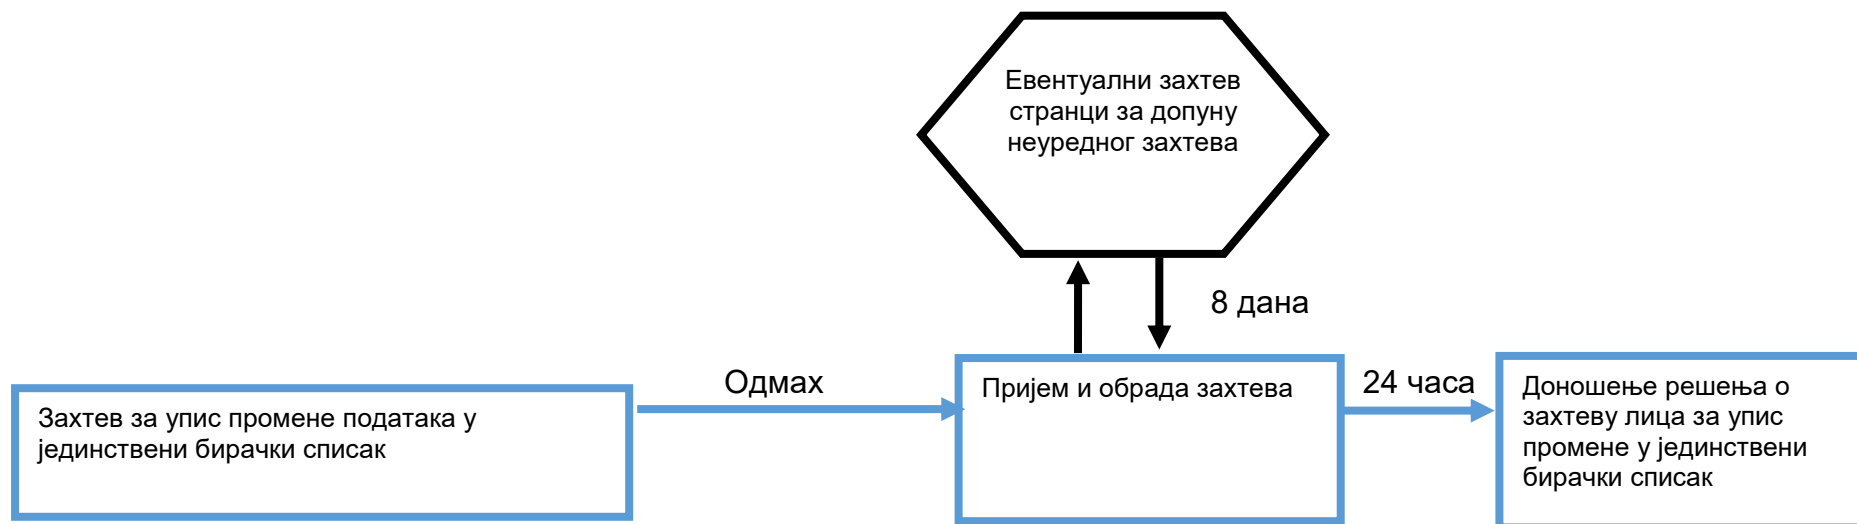 Евентуални захтев
странци за допуну
неуредног захтева
8 дана
Одмах
Захтев за упис промене података у
јединствени бирачки списак
Пријем и обрада захтева
24 часа
Доношење решења о
захтеву лица за упис
промене у јединствени
бирачки списак